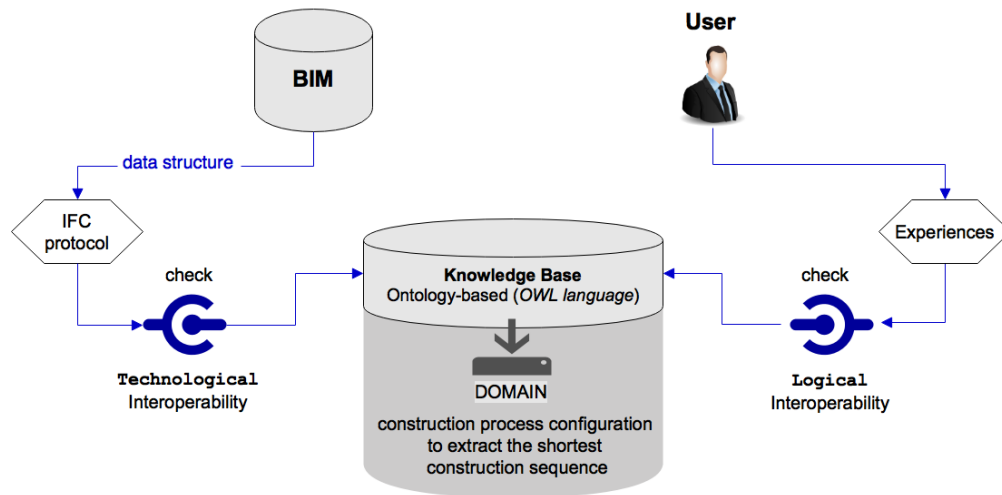 BIM
User
data structure
IFC
protocol
Experiences
check
Knowledge Base
Ontology-based (OWL language)
check
Technological
Interoperability
DOMAIN
Logical
Interoperability
construction process configuration
to extract the shortest
construction sequence